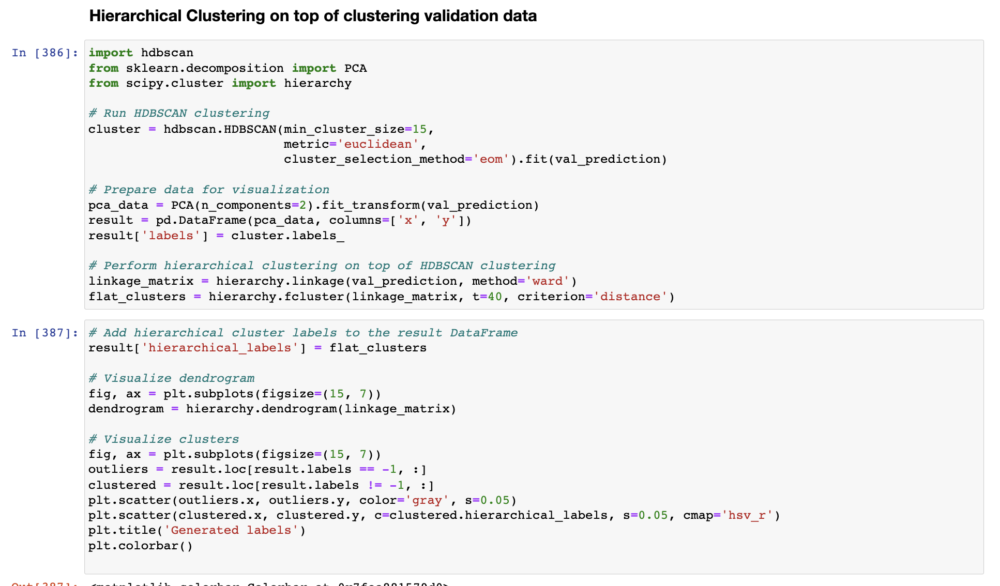 Hierarchical Clustering on top of clustering validation data
In [386]:
import hdbscan
from sklearn.decomposition import PCA
from scipy.cluster import hierarchy
# Run HDBSCAN clustering
cluster = hdbscan.HDBSCAN(min_cluster_size=15,
metric='euclidean',
cluster_selection_method='eom').fit(val_prediction)
# Prepare data for visualization
pca_data = PCA(n_components=2).fit_transform(val_prediction)
result = pd.DataFrame(pca_data, columns=['x', 'y'])
result['labels'] = cluster.labels_
# Perform hierarchical clustering on top of HDBSCAN clustering
linkage_matrix = hierarchy.linkage(val_prediction, method='ward')
flat_clusters = hierarchy.fcluster(linkage_matrix, t=40, criterion='distance')
In [387]:
# Add hierarchical cluster labels to the result DataFrame
result['hierarchical_labels'] = flat_clusters
# Visualize dendrogram
fig, ax = plt.subplots(figsize=(15, 7))
dendrogram = hierarchy.dendrogram(linkage_matrix)
# Visualize clusters
fig, ax = plt.subplots(figsize=(15, 7))
outliers = result.loc[result.labels == -1, :]
clustered = result.loc[result.labels != -1, :]
plt.scatter(outliers.x, outliers.y, color='gray', s=0.05)
plt.scatter(clustered.x, clustered.y, c=clustered.hierarchical_labels, s=0.05, cmap='hsv_r')
plt.title('Generated labels')
plt.colorbar()
Out[387]: <matplotlib.colorbar.Colorbar at